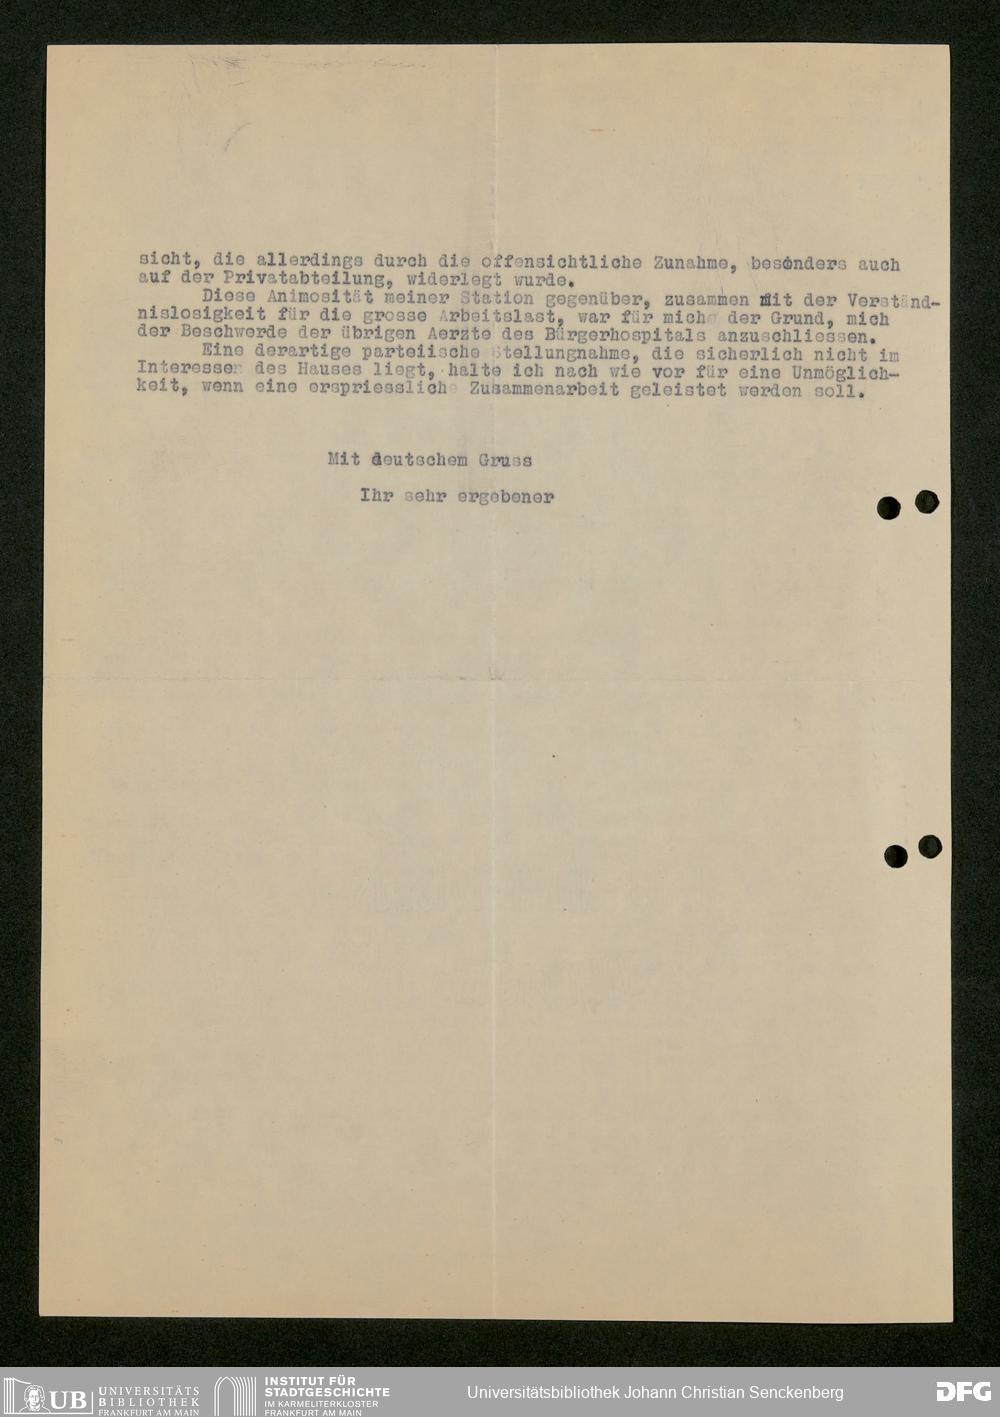 sicht, die allerdings durch die offensichtliche Zunahme, besonders auch
auf der Privatabteilung, widerlegt wurde.
Diese Animosität meiner Station gegenüber, zusammen mit der Verständ-
nislosigkeit für die grosse Arbeitslast, war für mich der Grund, mich
der Beschwerde der übrigen Aerzte des Bürgerhospitals anzuschliessen.
Eine derartige parteiische Stellungnahme, die sicherlich nicht im
Interesse des Hauses liegt, halte ich nach wie vor für eine Unmöglich-
keit, wenn eine erspriessliche Zusammenarbeit geleistet werden soll.
Mit deutschem Gruss
Ihr sehr ergebener
UB UNIVERSITÄTS
BIBLIOTHEK
FRANKFURT AM MAIN
INSTITUT FÜR
STADTGESCHICHTE
IM KARMELITERKLOSTER
FRANKFURT AM MAIN
Universitätsbibliothek Johann Christian Senckenberg
DFG